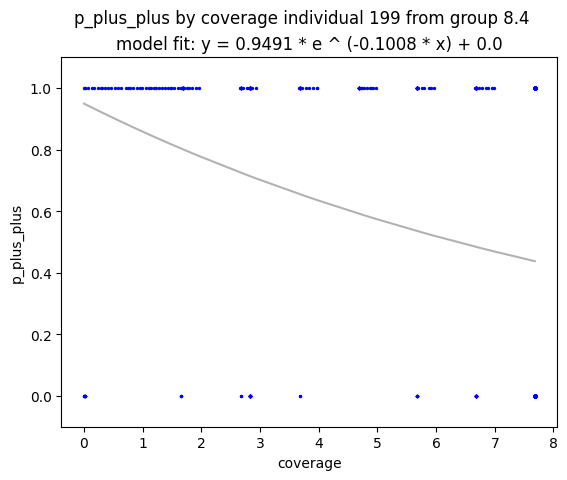 p_plus_plus by coverage individual 199 from group 8.4
model fit: y = 0.9491 * e ^ (-0.1008 * x) + 0.0
1.0
0.8
0.6
0.4
0.2
0.0
p_plus_plus
0 1 2 3 4 5 6 7 8
coverage